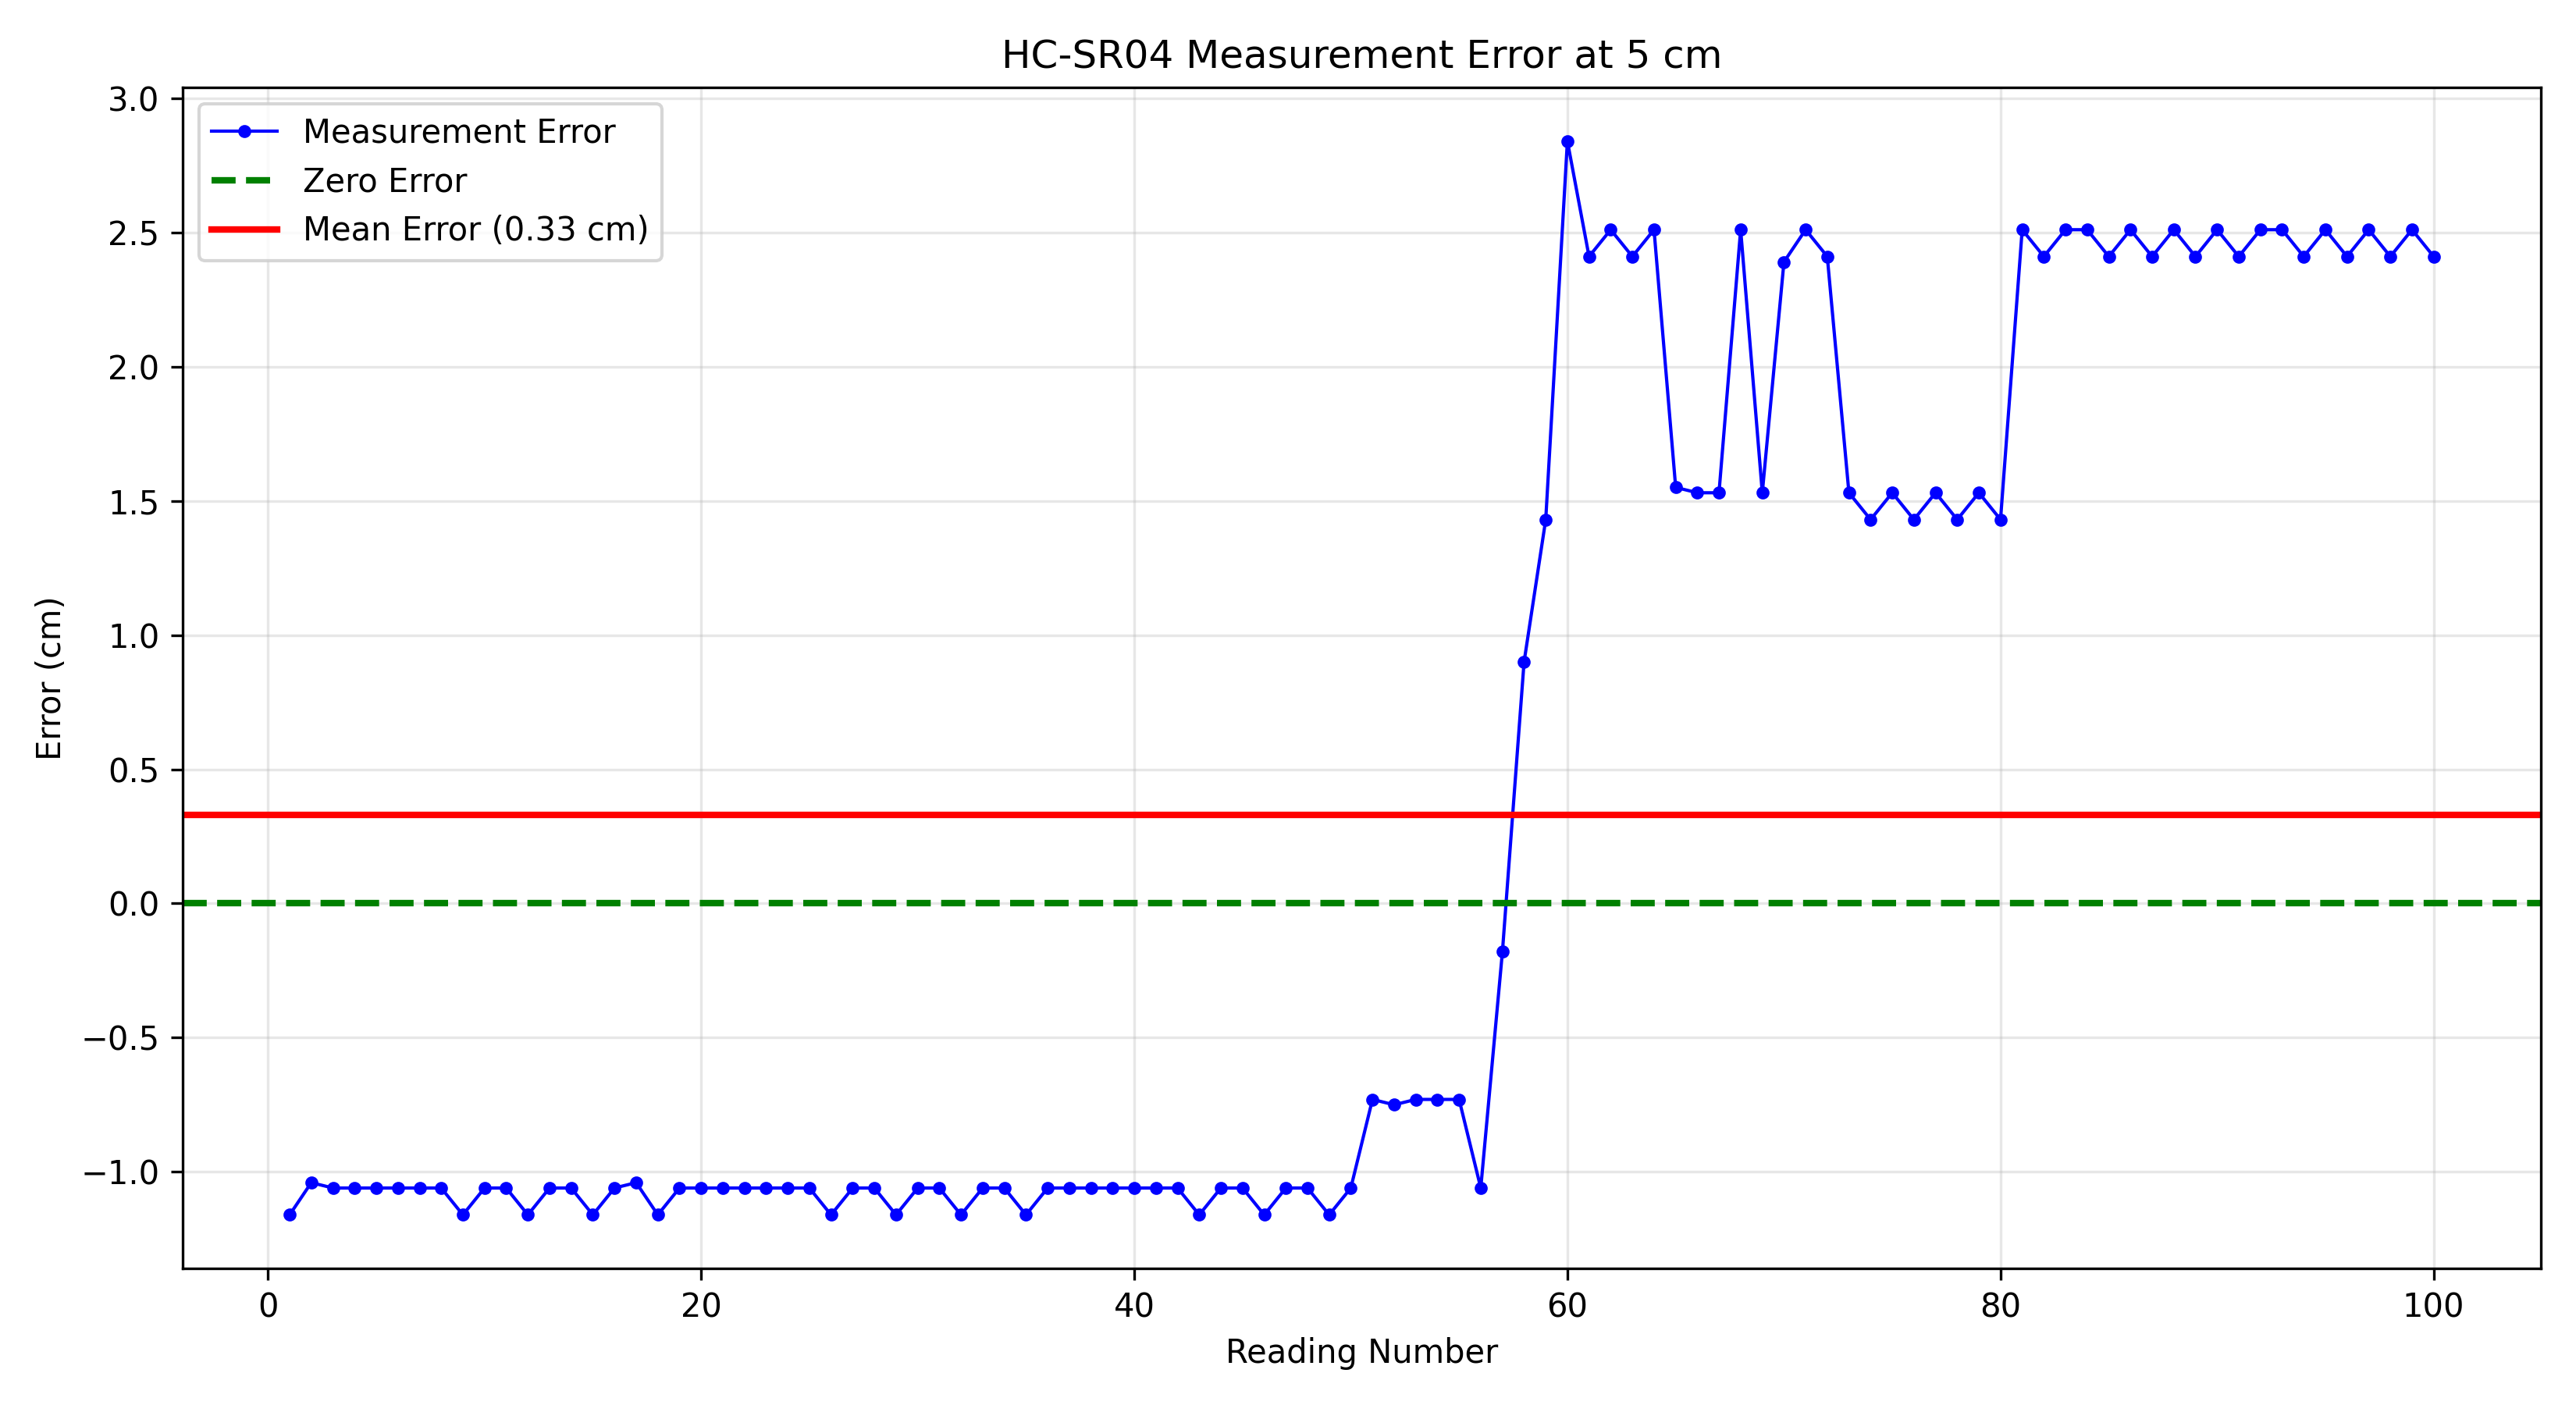 HC-SR04 Measurement Error at 5 cm
Measurement Error
Zero Error
Mean Error (0.33 cm)
3.0
2.5
2.0
1.5
1.0
0.5
0.0
−0.5
−1.0
Error (cm)
0 20 40 60 80 100
Reading Number